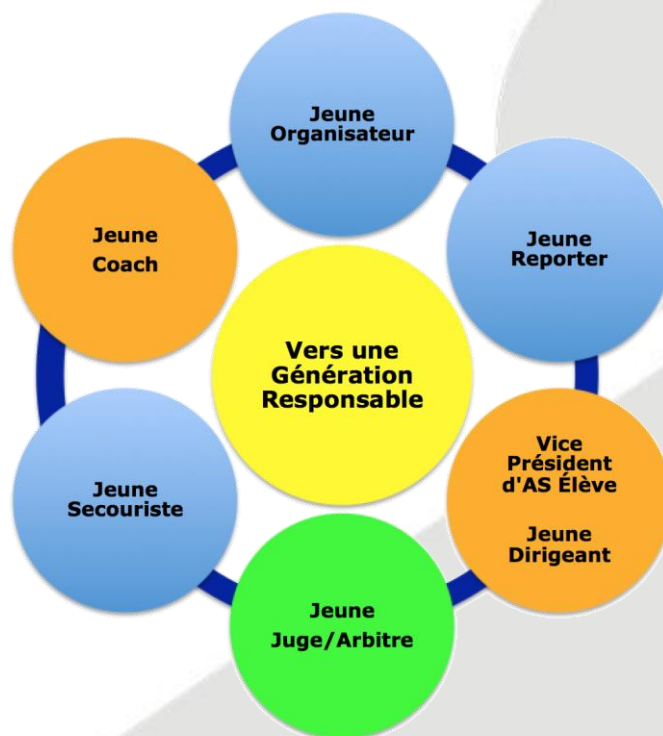 Jeune
Organisateur
Jeune
Reporter
Vice
Président
d'AS Élève
Jeune
Dirigeant
Jeune
Juge/Arbitre
Jeune
Secouriste
Jeune
Coach
Vers une
Génération
Responsable